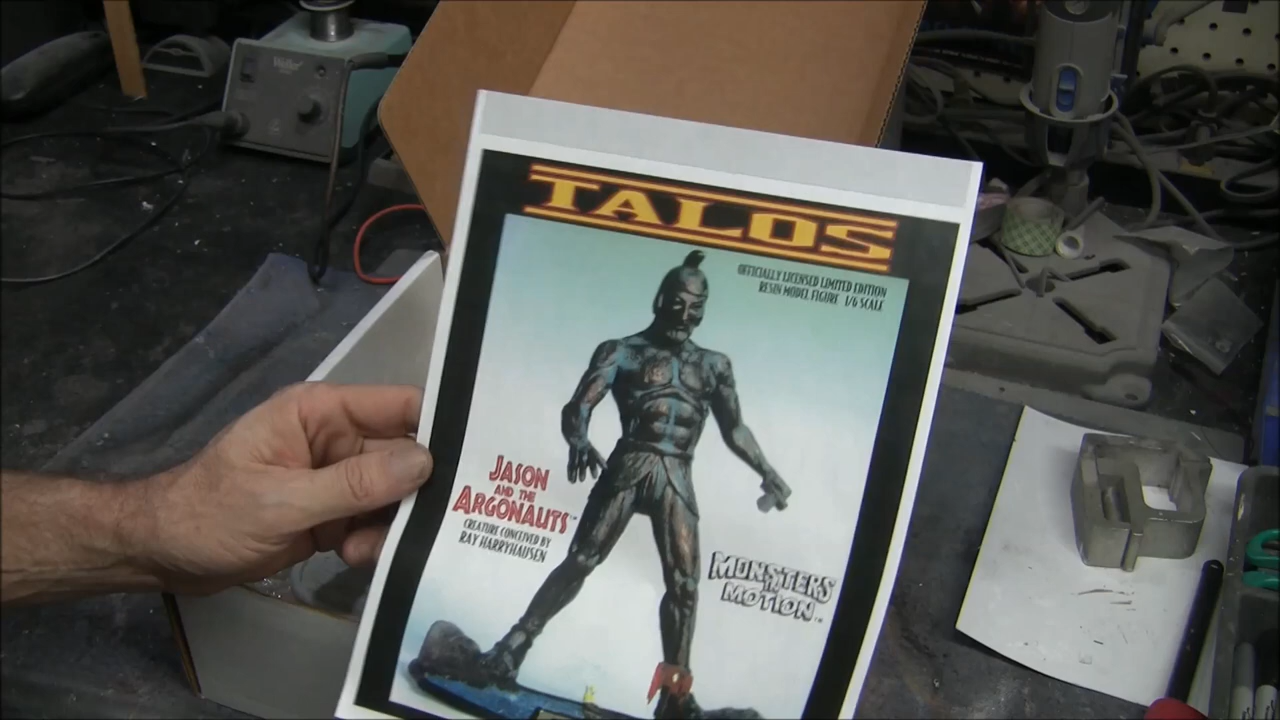 Weller
TALOS
OFFICIALLY LICENSED LIMITED EDITION
RESIN MODEL FIGURE 1/6 SCALE
JASON
AND THE
ARGONAUTS™
CREATURE CONCEIVED BY
RAY HARRYHAUSEN
MONSTERS
IN
MOTION™